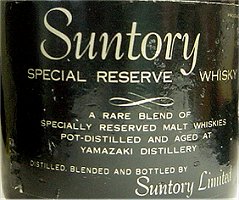 Suntory
SPECIAL RESERVE WHISKY
A RARE BLEND OF
SPECIALLY RESERVED MALT WHISKIES
POT-DISTILLED AND AGED AT
YAMAZAKI DISTILLERY
DISTILLED, BLENDED AND BOTTLED BY
Suntory Limited